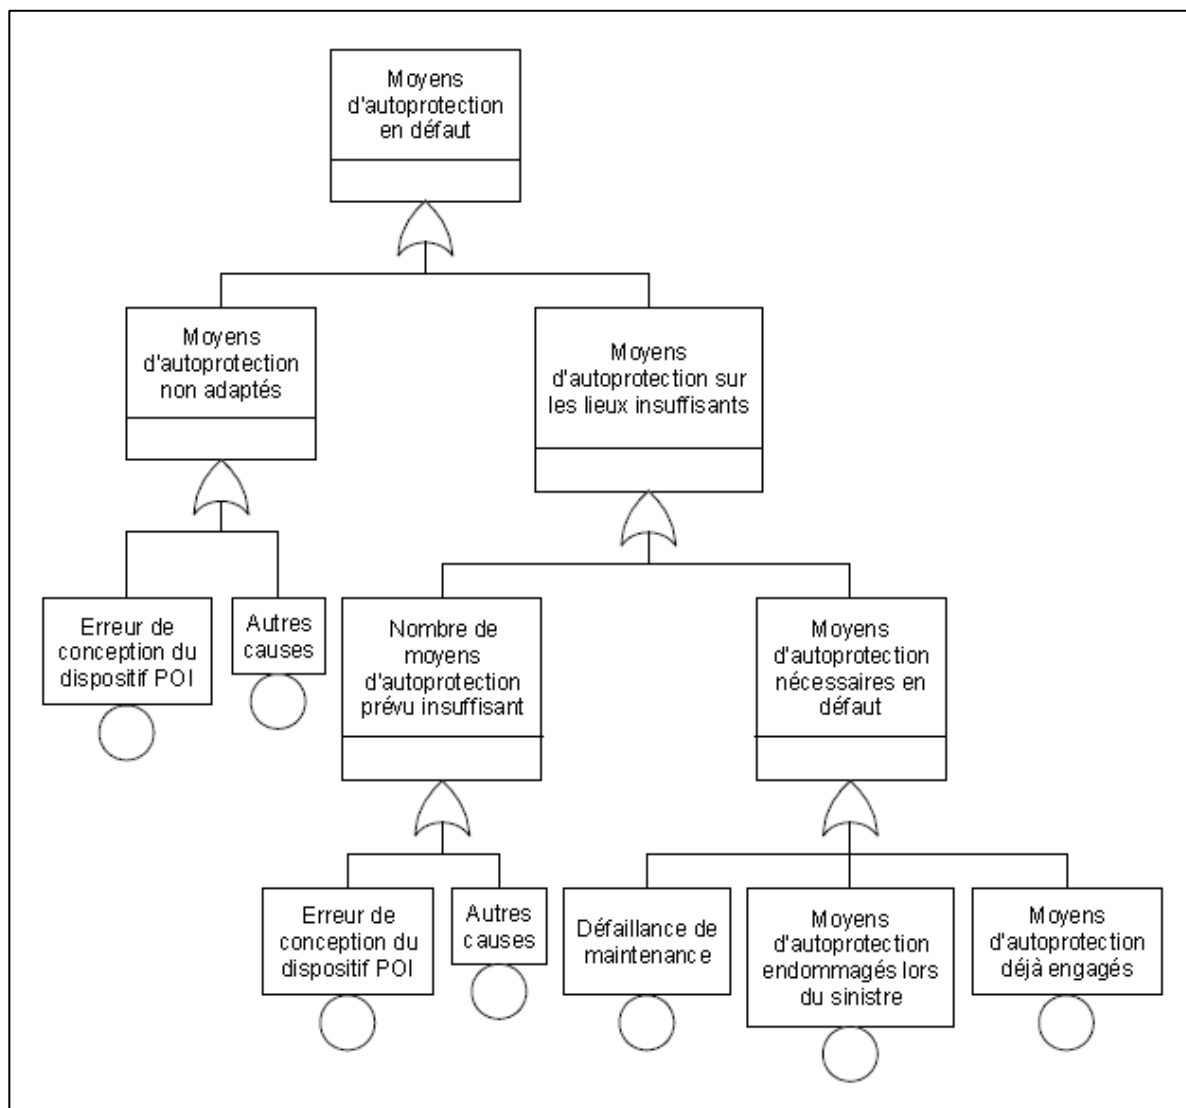 Moyens
d'autoprotection
en défaut
Moyens
d'autoprotection
non adaptés
Moyens
d'autoprotection sur
les lieux insuffisants
Erreur de
conception du
dispositif POI
Autres
causes
Nombre de
moyens
d'autoprotection
prévu insuffisant
Moyens
d'autoprotection
nécessaires en
défaut
Erreur de
conception du
dispositif POI
Autres
causes
Défaillance de
maintenance
Moyens
d'autoprotection
endommagés lors
du sinistre
Moyens
d'autoprotection
déjà engagés